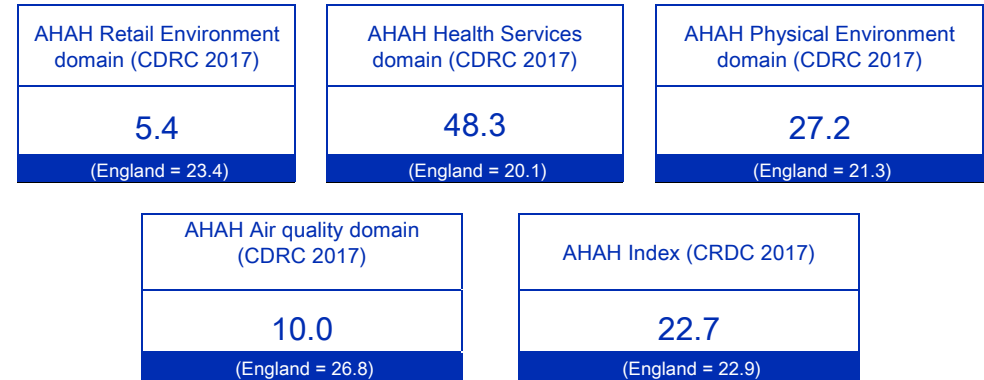 AHAH Retail Environment
domain (CDRC 2017)
5.4
(England = 23.4)
AHAH Health Services
domain (CDRC 2017)
48.3
(England = 20.1)
AHAH Physical Environment
domain (CDRC 2017)
27.2
(England = 21.3)
AHAH Air quality domain
(CDRC 2017)
10.0
(England = 26.8)
AHAH Index (CRDC 2017)
22.7
(England = 22.9)